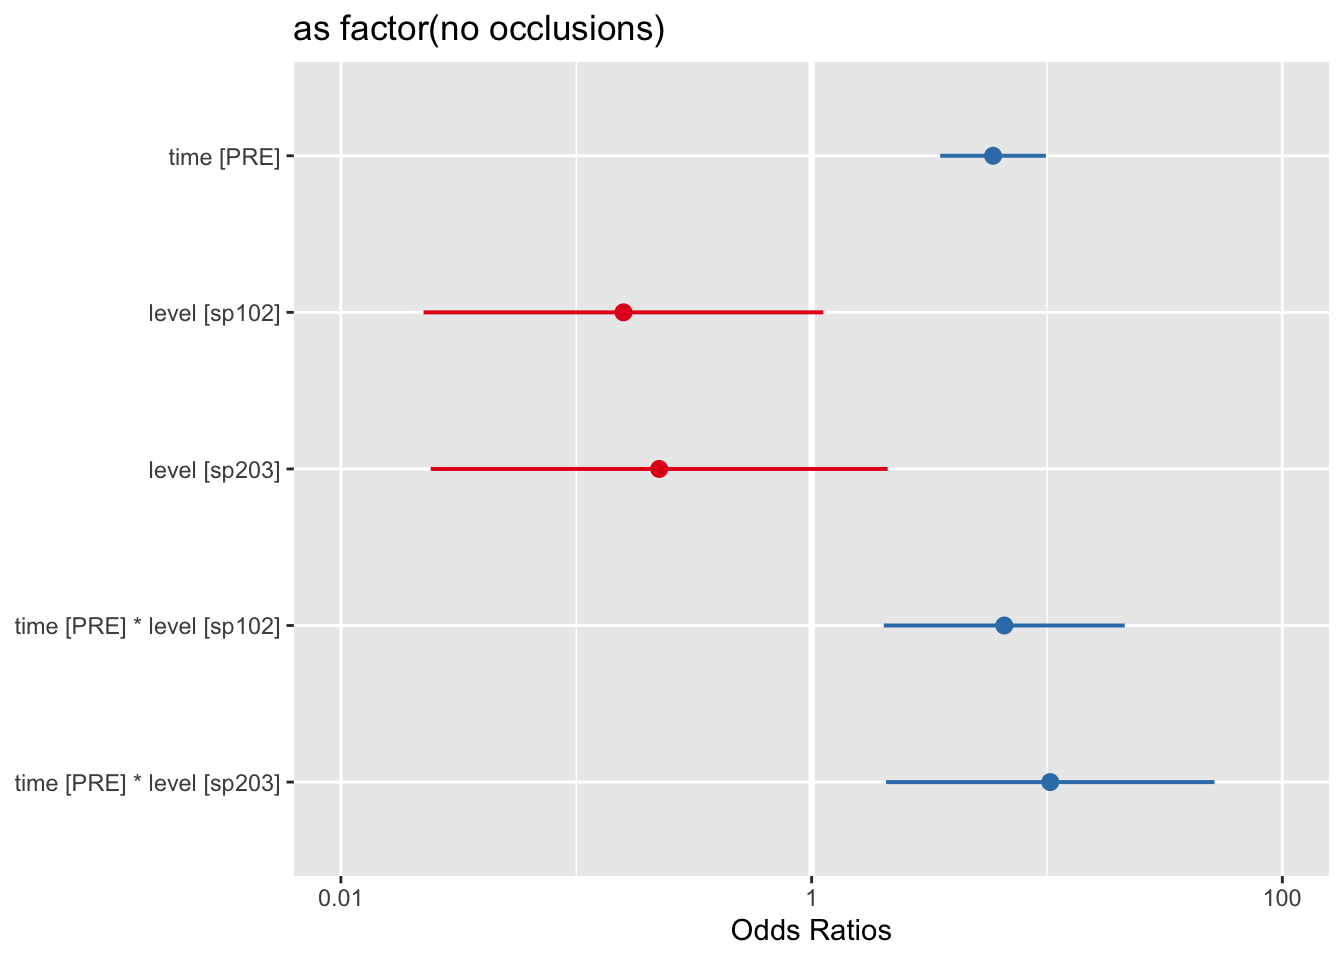 as factor(no occlusions)
time [PRE]
level [sp102]
level [sp203]
time [PRE] * level [sp102]
time [PRE] * level [sp203]
0.01
1
100
Odds Ratios